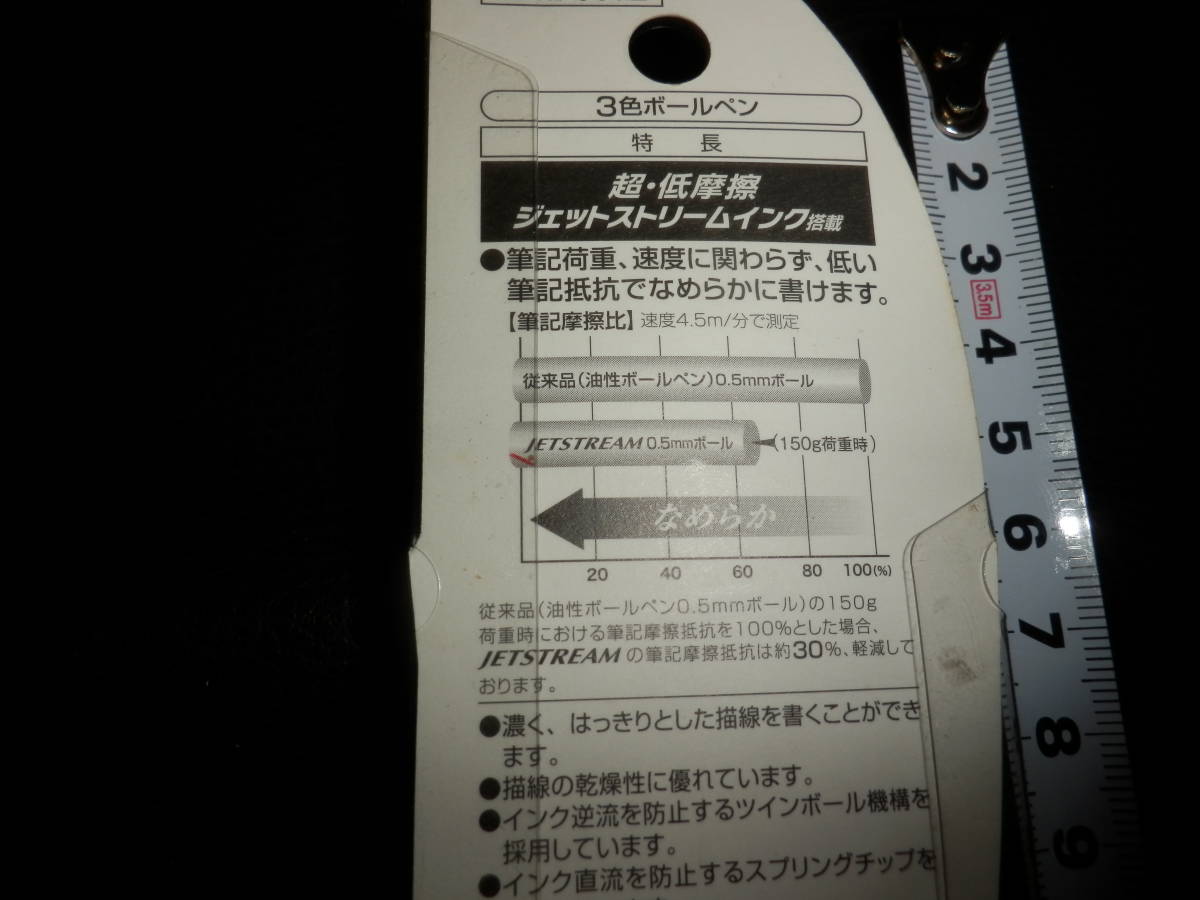 3色ボールペン
特 長
超・低摩擦
ジェットストリームインク搭載
●筆記荷重、速度に関わらず、低い
筆記抵抗でなめらかに書けます。
【筆記摩擦比】速度4.5m/分で測定
従来品(油性ボールペン)0.5mmボール
JETSTREAM 0.5mmボール (150g荷重時)
なめらか
20 40 60 80 100(%)
従来品(油性ボールペン0.5mmボール)の150g
荷重時における筆記摩擦抵抗を100%とした場合、
JETSTREAMの筆記摩擦抵抗は約30%、軽減して
おります。
●濃く、はっきりとした描線を書くことができ
ます。
●描線の乾燥性に優れています。
●インク逆流を防止するツインボール機構を
採用しています。
●インク直流を防止するスプリングチップを
2
3
3.5m
4
5
6
7
8
9